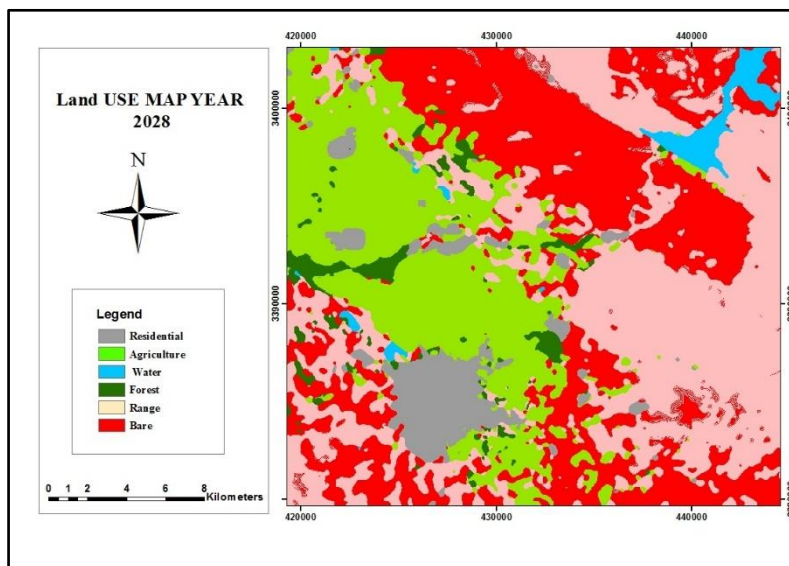 Land USE MAP YEAR
2028
N
Legend
Residential
Agriculture
Water
Forest
Range
Bare
0 1 2 4 6 8
Kilometers
420000 430000 440000
3400000
3390000
420000 430000 440000